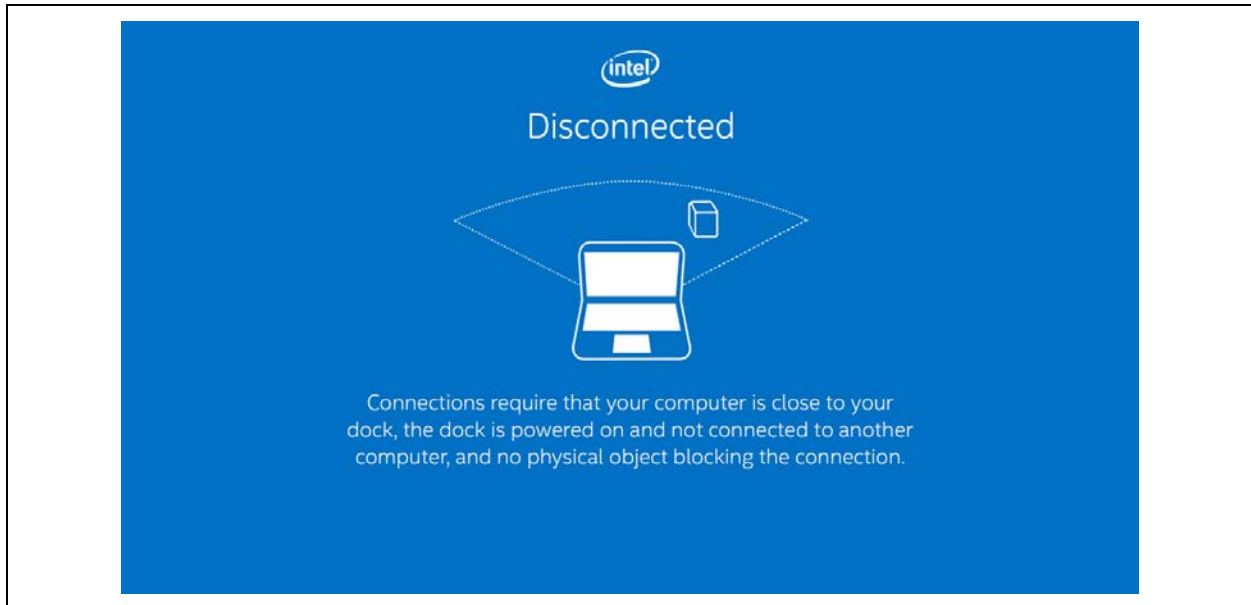 intel
Disconnected
Connections require that your computer is close to your
dock, the dock is powered on and not connected to another
computer, and no physical object blocking the connection.